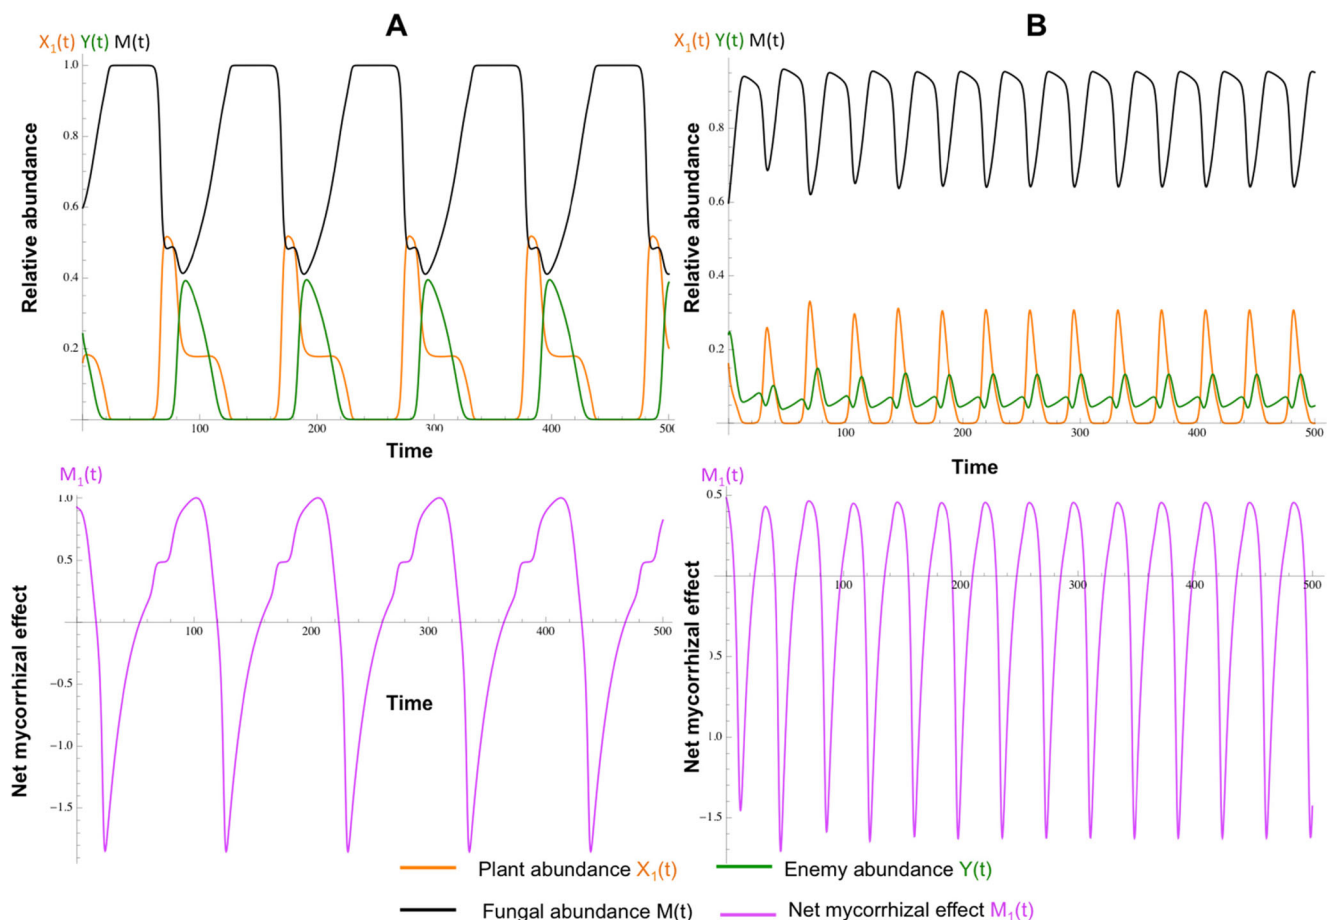 A
B
X₁(t) Y(t) M(t)
X₁(t) Y(t) M(t)
Relative abundance
1.0
0.8
0.6
0.4
0.2
100
200
300
400
500
Time
Relative abundance
0.8
0.6
0.4
0.2
100
200
300
400
500
Time
M₁(t)
Net mycorrhizal effect
1.0
0.5
-0.5
-1.0
-1.5
100
200
300
400
500
Time
M₁(t)
Net mycorrhizal effect
0.5
0.5
1.0
-1.5
100
200
300
400
500
Plant abundance X₁(t)
Enemy abundance Y(t)
Fungal abundance M(t)
Net mycorrhizal effect M₁(t)